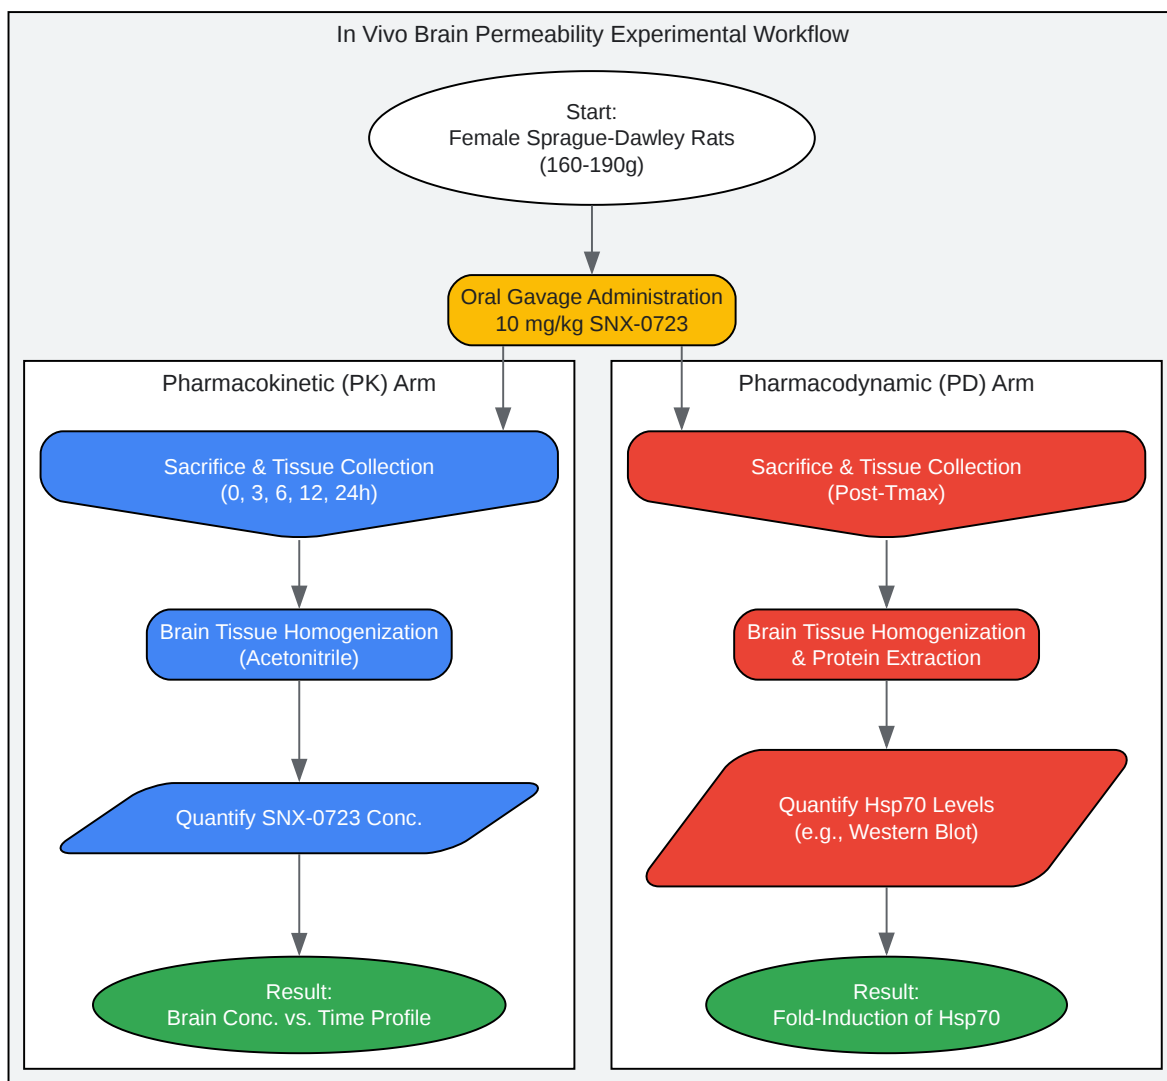 In Vivo Brain Permeability Experimental Workflow
Start:
Female Sprague-Dawley Rats
(160-190g)
Oral Gavage Administration
10 mg/kg SNX-0723
Pharmacokinetic (PK) Arm
Sacrifice & Tissue Collection
(0, 3, 6, 12, 24h)
Brain Tissue Homogenization
(Acetonitrile)
Quantify SNX-0723 Conc.
Result:
Brain Conc. vs. Time Profile
Pharmacodynamic (PD) Arm
Sacrifice & Tissue Collection
(Post-Tmax)
Brain Tissue Homogenization
& Protein Extraction
Quantify Hsp70 Levels
(e.g., Western Blot)
Result:
Fold-Induction of Hsp70